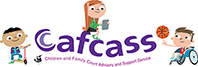 Cafcass
Children and Family Court Advisory and Support Service